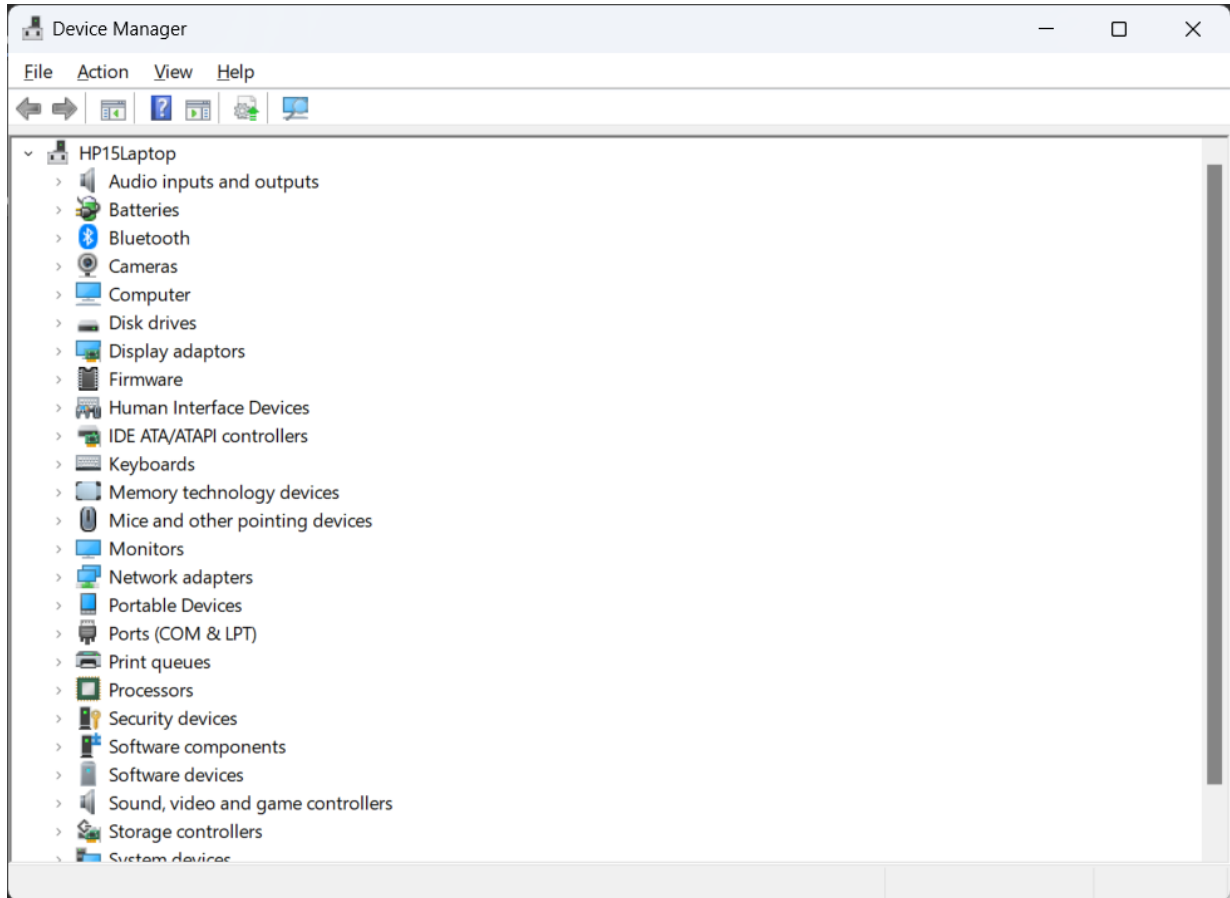 Device Manager
File Action View Help
HP15Laptop
Audio inputs and outputs
Batteries
Bluetooth
Cameras
Computer
Disk drives
Display adaptors
Firmware
Human Interface Devices
IDE ATA/ATAPI controllers
Keyboards
Memory technology devices
Mice and other pointing devices
Monitors
Network adapters
Portable Devices
Ports (COM & LPT)
Print queues
Processors
Security devices
Software components
Software devices
Sound, video and game controllers
Storage controllers
System devices